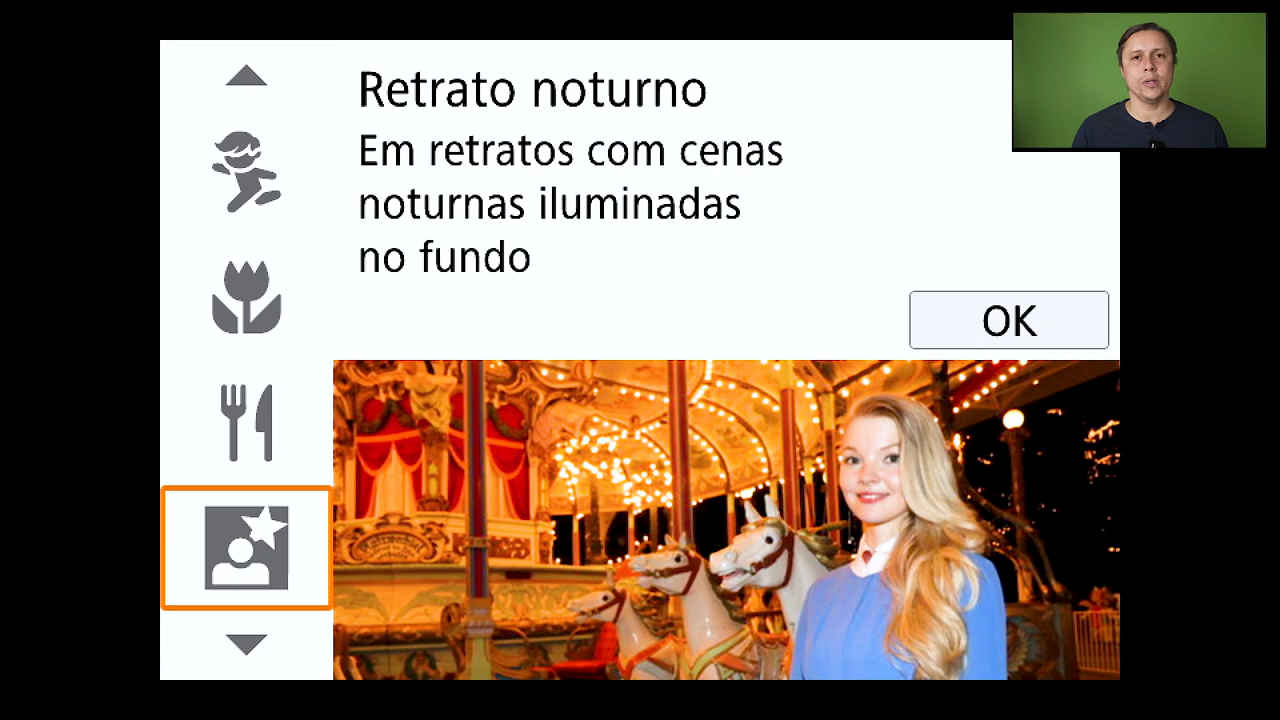 Retrato noturno
Em retratos com cenas
noturnas iluminadas
no fundo
OK